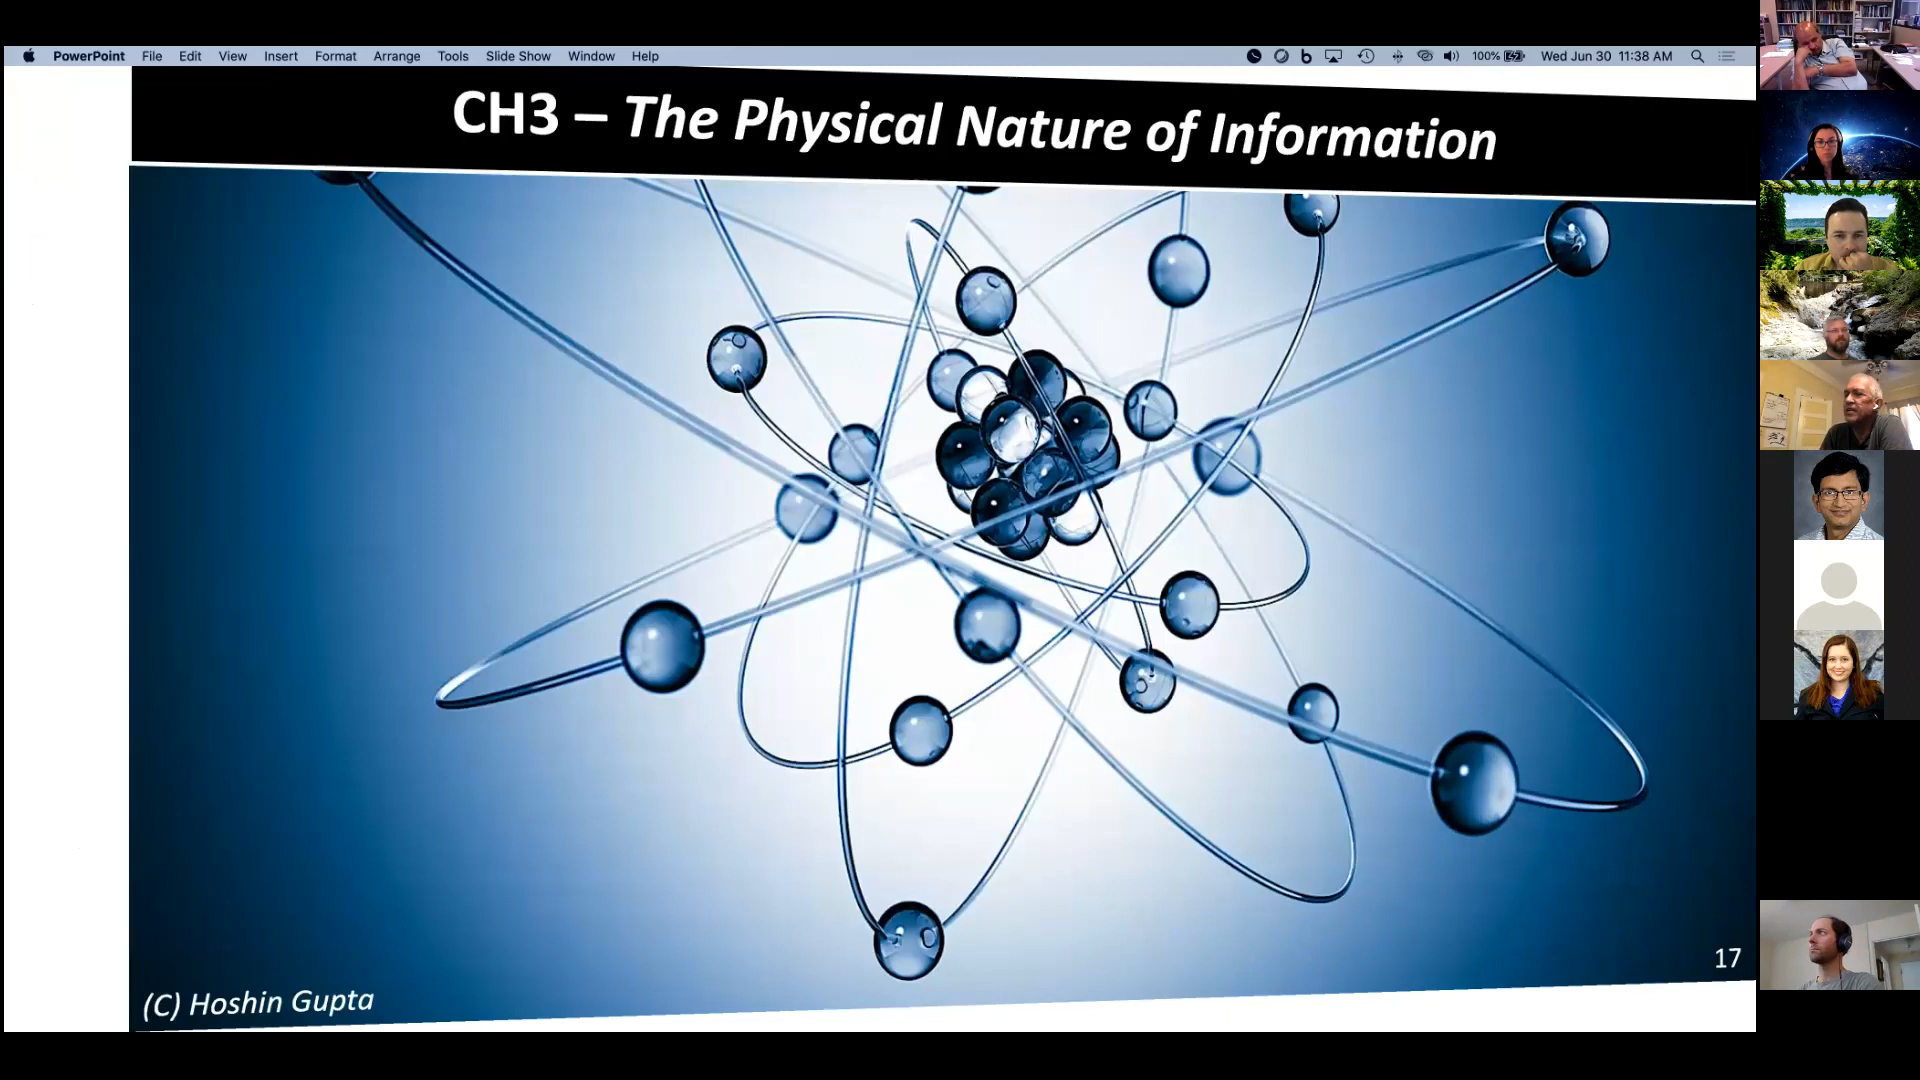 PowerPoint File Edit View Insert Format Arrange Tools Slide Show Window Help 100% Wed Jun 30 11:38 AM
CH3 – The Physical Nature of Information
17
(C) Hoshin Gupta